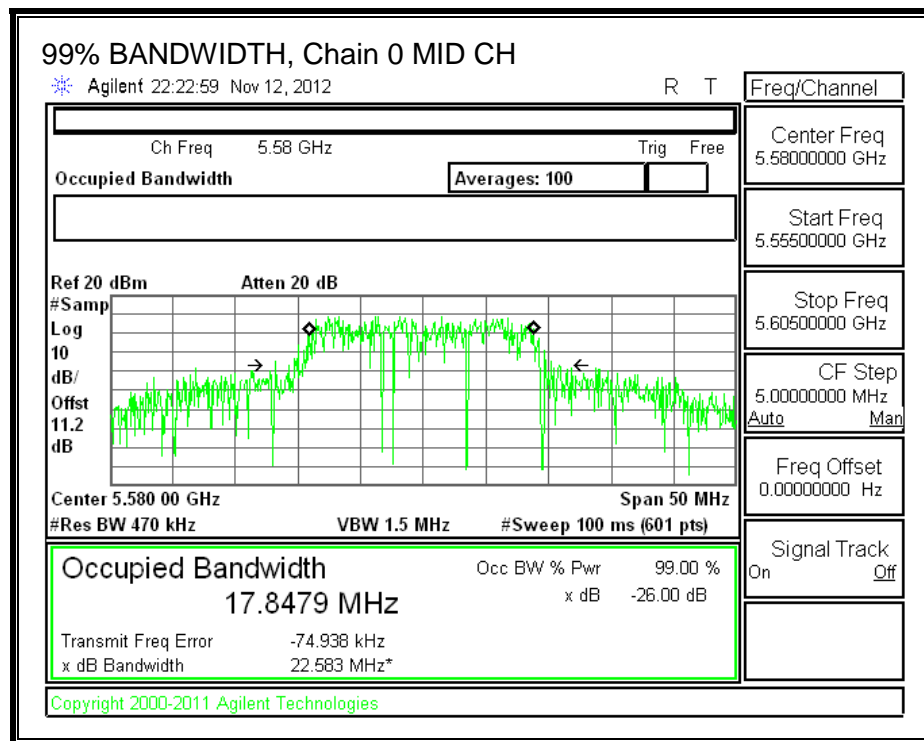 99% BANDWIDTH, Chain 0 MID CH
Agilent 22:22:59 Nov 12, 2012 R T
Freq/Channel
Ch Freq 5.58 GHz Trig Free
Occupied Bandwidth Averages: 100
Center Freq
5.58000000 GHz
Start Freq
5.55500000 GHz
Stop Freq
5.60500000 GHz
CF Step
5.00000000 MHz
Auto Man
Freq Offset
0.00000000 Hz
Signal Track
On Off
Ref 20 dBm Atten 20 dB
#Samp
Log
10
dB/
Offst
11.2
dB
Center 5.580 00 GHz Span 50 MHz
#Res BW 470 kHz VBW 1.5 MHz #Sweep 100 ms (601 pts)
Occupied Bandwidth Occ BW % Pwr 99.00 %
17.8479 MHz x dB -26.00 dB
Transmit Freq Error -74.938 kHz
x dB Bandwidth 22.583 MHz*
Copyright 2000-2011 Agilent Technologies